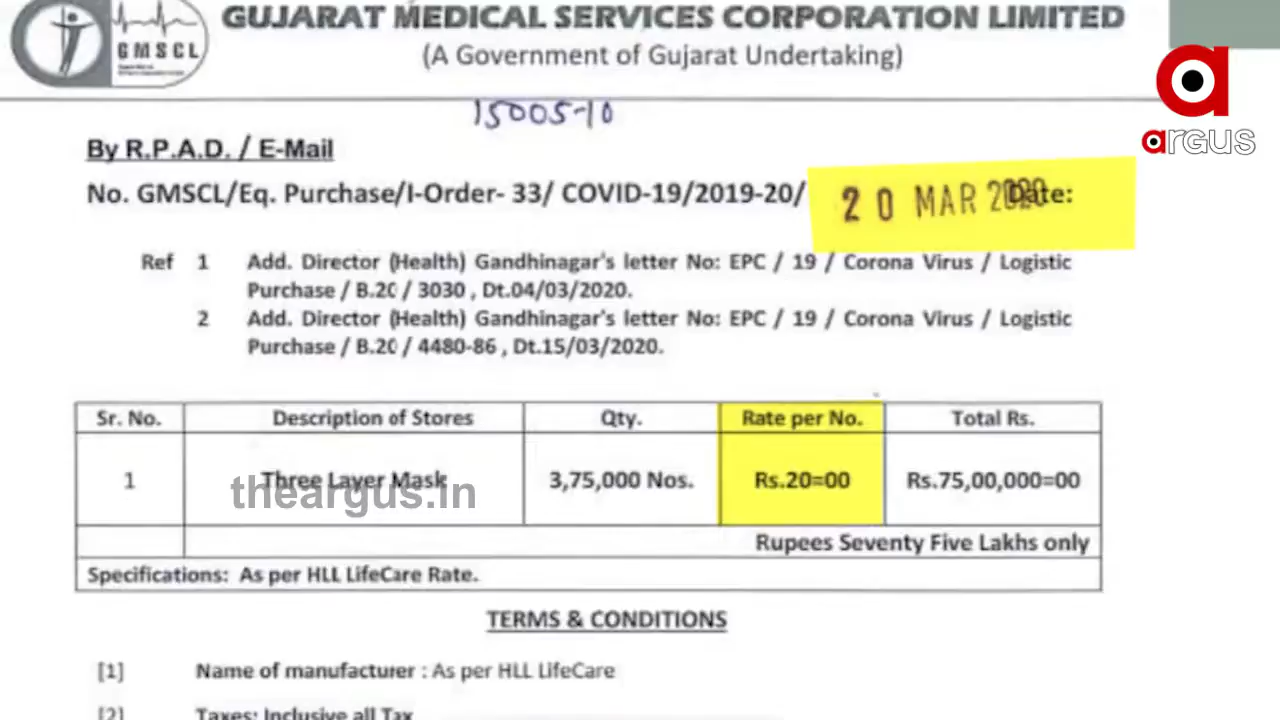 GUJARAT MEDICAL SERVICES CORPORATION LIMITED
(A Government of Gujarat Undertaking)
GMSCL
argus
15005-10
By R.P.A.D. / E-Mail
No. GMSCL/Eq. Purchase/I-Order- 33/ COVID-19/2019-20/ Date:
20 MAR 2020
Ref 1 Add. Director (Health) Gandhinagar's letter No: EPC / 19 / Corona Virus / Logistic
Purchase / B.20 / 3030 , Dt.04/03/2020.
2 Add. Director (Health) Gandhinagar's letter No: EPC / 19 / Corona Virus / Logistic
Purchase / B.20 / 4480-86 , Dt.15/03/2020.
Sr. No. Description of Stores Qty. Rate per No. Total Rs.
1 Three Layer Mask 3,75,000 Nos. Rs.20=00 Rs.75,00,000=00
theargus.in
Rupees Seventy Five Lakhs only
Specifications: As per HLL LifeCare Rate.
TERMS & CONDITIONS
[1] Name of manufacturer : As per HLL LifeCare
[2] Taxes: Inclusive all Tax